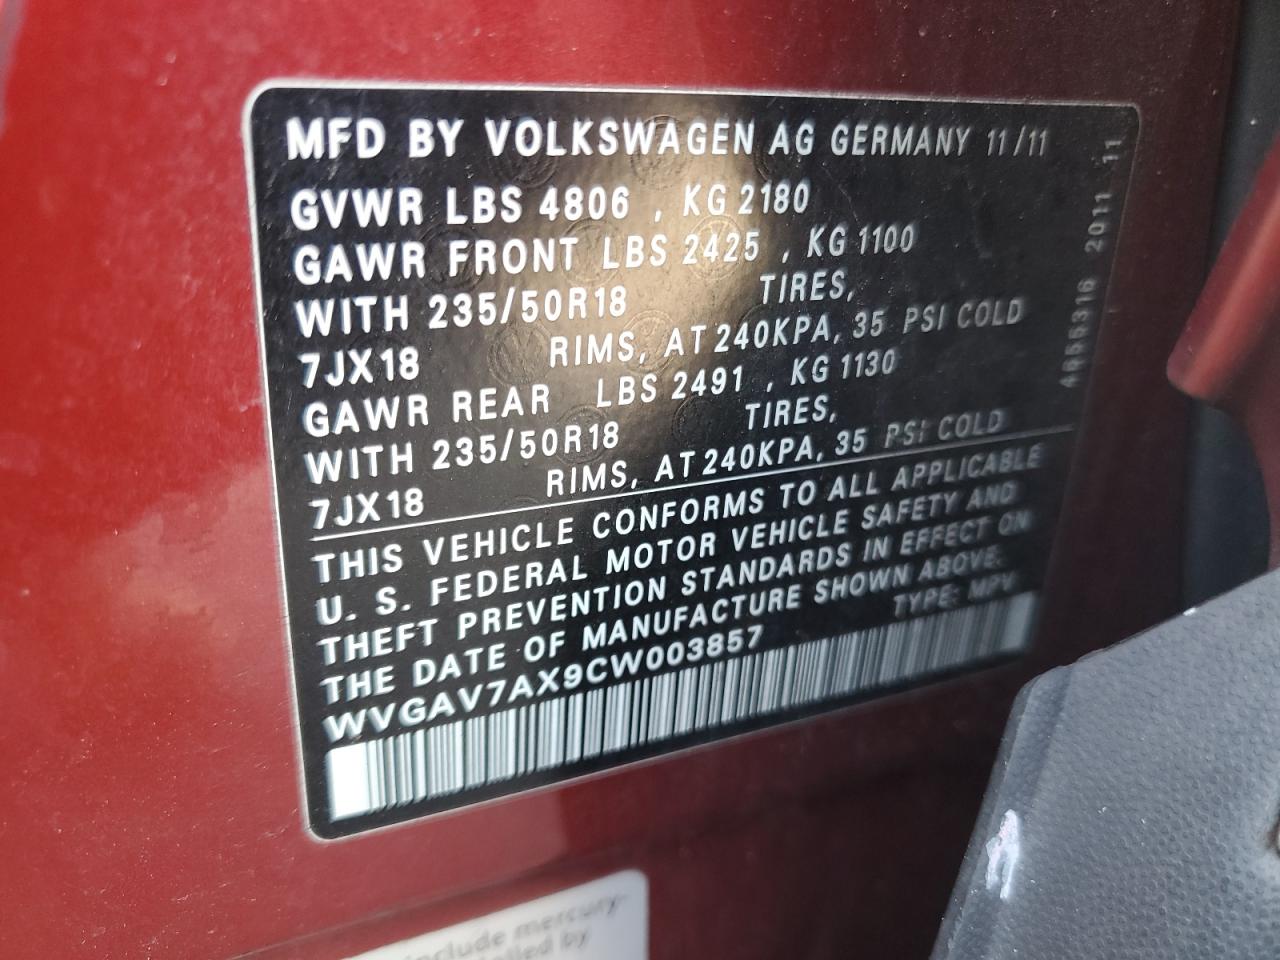 MFD BY VOLKSWAGEN AG GERMANY 11/11
GVWR LBS 4806 , KG 2180
GAWR FRONT LBS 2425 , KG 1100
WITH 235/50R18 TIRES,
7JX18 RIMS, AT 240KPA, 35 PSI COLD
GAWR REAR LBS 2491 , KG 1130
WITH 235/50R18 TIRES,
7JX18 RIMS, AT 240KPA, 35 PSI COLD
THIS VEHICLE CONFORMS TO ALL APPLICABLE
U. S. FEDERAL MOTOR VEHICLE SAFETY AND
THEFT PREVENTION STANDARDS IN EFFECT ON
THE DATE OF MANUFACTURE SHOWN ABOVE.
WVGAV7AX9CW003857 TYPE: MPV
2011 11
include mercury
by